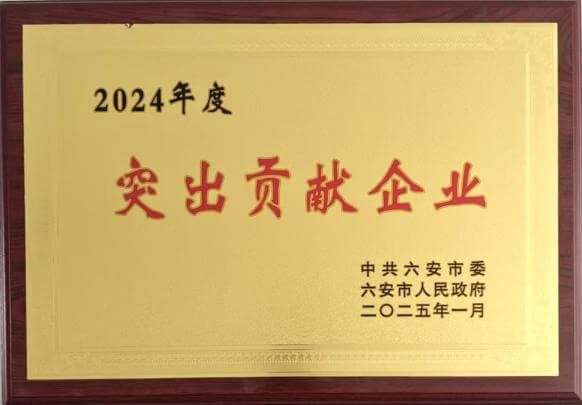 2024年度
突出贡献企业
中共六安市委
六安市人民政府
二〇二五年一月